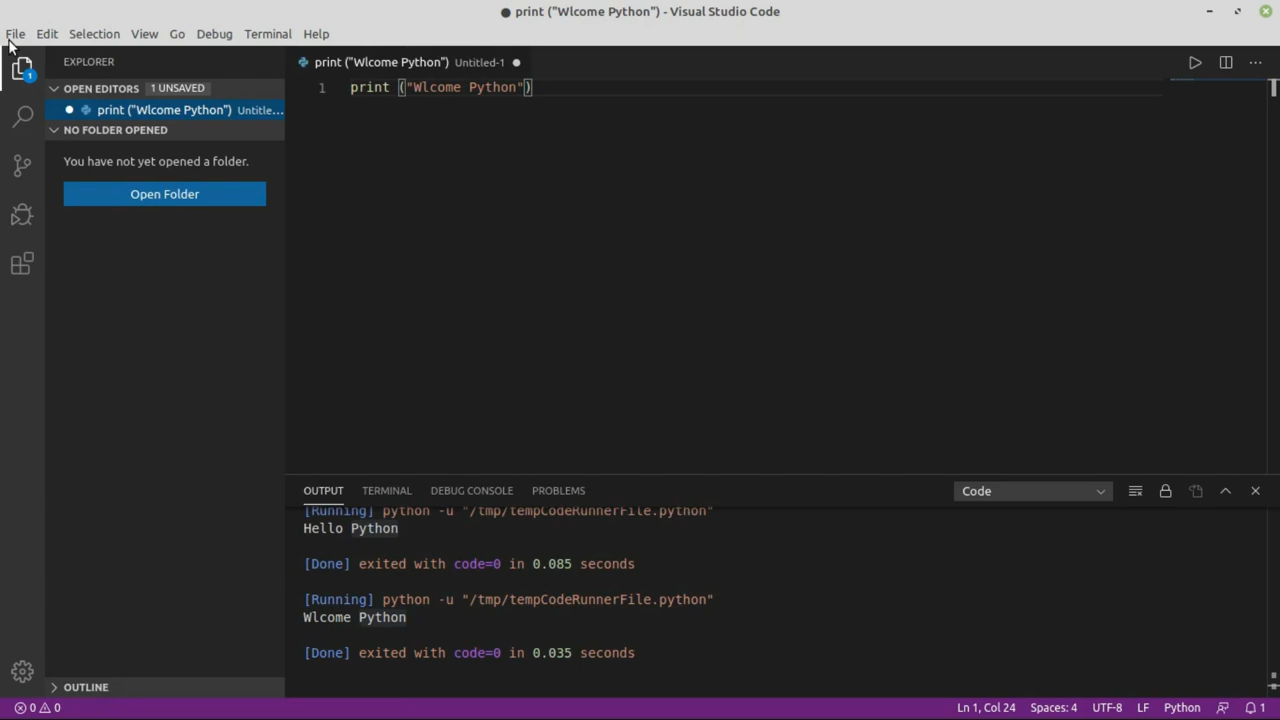 ● print ("Wlcome Python") - Visual Studio Code
File Edit Selection View Go Debug Terminal Help
EXPLORER
print ("Wlcome Python") Untitled-1
OPEN EDITORS 1 UNSAVED
1
print ("Wlcome Python") Untitle...
1 print ("Wlcome Python")
NO FOLDER OPENED
You have not yet opened a folder.
Open Folder
OUTPUT TERMINAL DEBUG CONSOLE PROBLEMS Code
[Running] python -u "/tmp/tempCodeRunnerFile.python"
Hello Python
[Done] exited with code=0 in 0.085 seconds
[Running] python -u "/tmp/tempCodeRunnerFile.python"
Wlcome Python
[Done] exited with code=0 in 0.035 seconds
OUTLINE
0 0 Ln 1, Col 24 Spaces: 4 UTF-8 LF Python 1